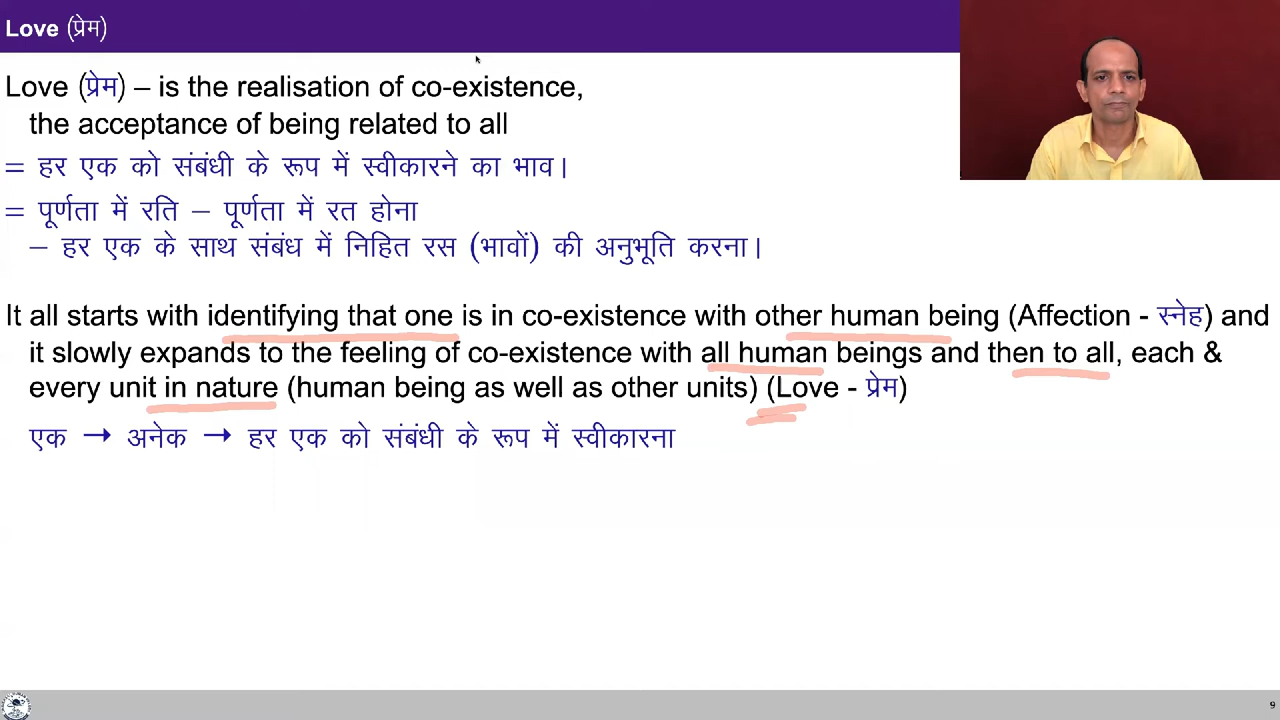 Love (प्रेम)
Love (प्रेम) – is the realisation of co-existence,
the acceptance of being related to all
= हर एक को संबंधी के रूप में स्वीकारने का भाव।
= पूर्णता में रति – पूर्णता में रत होना
– हर एक के साथ संबंध में निहित रस (भावों) की अनुभूति करना।
It all starts with identifying that one is in co-existence with other human being (Affection - स्नेह) and
it slowly expands to the feeling of co-existence with all human beings and then to all, each &
every unit in nature (human being as well as other units) (Love - प्रेम)
एक → अनेक → हर एक को संबंधी के रूप में स्वीकारना
9